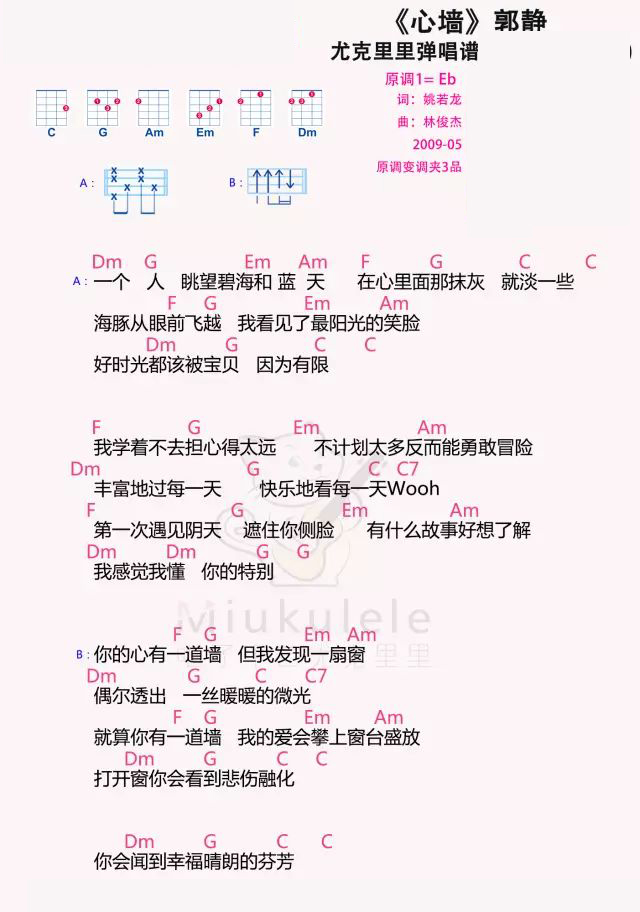 《心墙》郭静
尤克里里弹唱谱
原调1= Eb
词：姚若龙
曲：林俊杰
2009-05
原调变调夹3品
C G Am Em F Dm
A： B：
Dm G Em Am F G C C
A：一个 人 眺望碧海和 蓝 天 在心里面那抹灰 就淡一些
F G Em Am
海豚从眼前飞越 我看见了最阳光的笑脸
Dm G C C
好时光都该被宝贝 因为有限
F G Em Am
我学着不去担心得太远 不计划太多反而能勇敢冒险
Dm G C C7
丰富地过每一天 快乐地看每一天Wooh
F G Em Am
第一次遇见阴天 遮住你侧脸 有什么故事好想了解
Dm Dm G G
我感觉我懂 你的特别
Miukulele
F G Em Am
B：你的心有一道墙 但我发现一扇窗
Dm G C C7
偶尔透出 一丝暖暖的微光
F G Em Am
就算你有一道墙 我的爱会攀上窗台盛放
Dm G C C
打开窗你会看到悲伤融化
Dm G C C
你会闻到幸福晴朗的芬芳